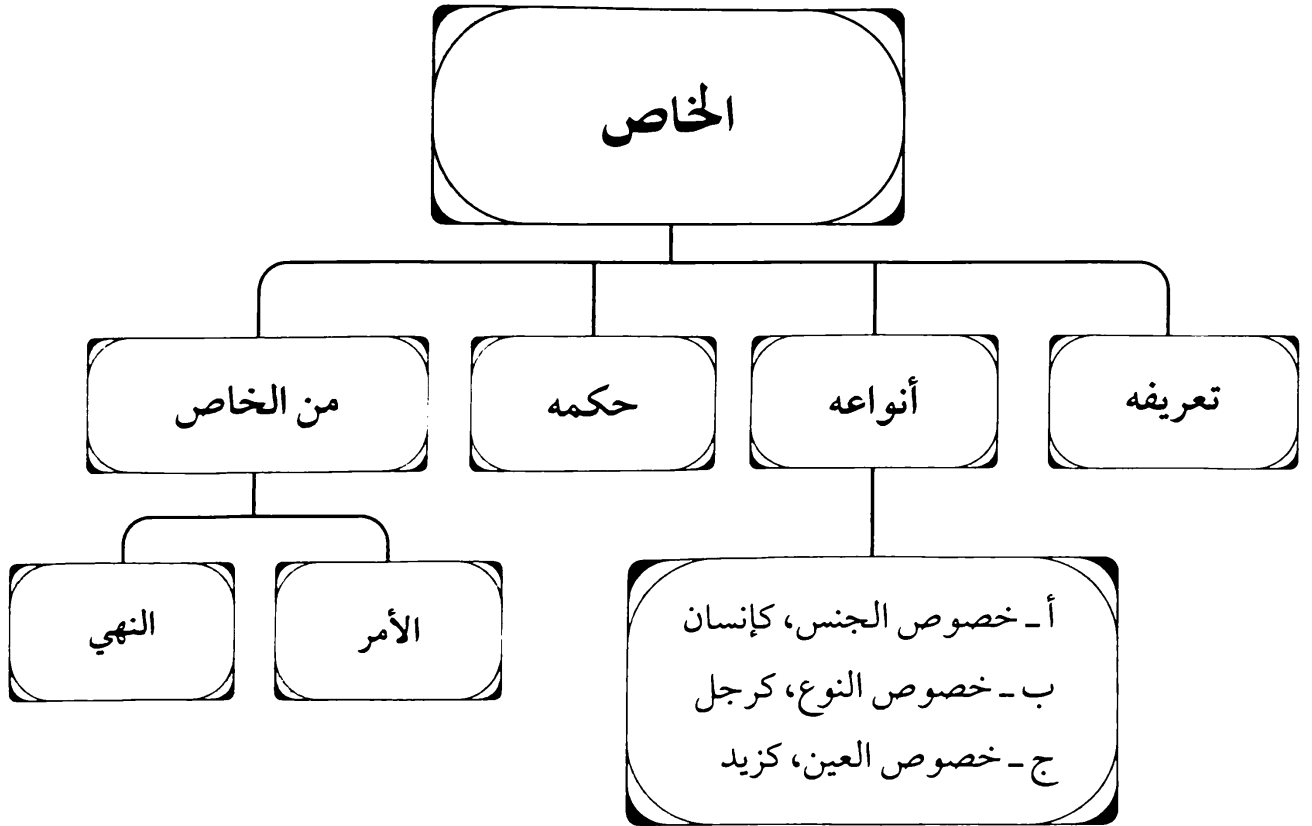 الخاص
تعريفه
أنواعه
حكمه
من الخاص
أ ـ خصوص الجنس، كإنسان
ب ـ خصوص النوع، كرجل
ج ـ خصوص العين، كزيد
الأمر
النهي